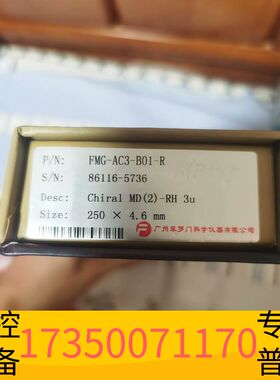 P/N: FMG-AC3-B01-R
S/N: 86116-5736
Desc: Chiral MD(2)-RH 3u
Size: 250 × 4.6 mm
广州菲罗门科学仪器有限公司
控 专
备 17350071170 普